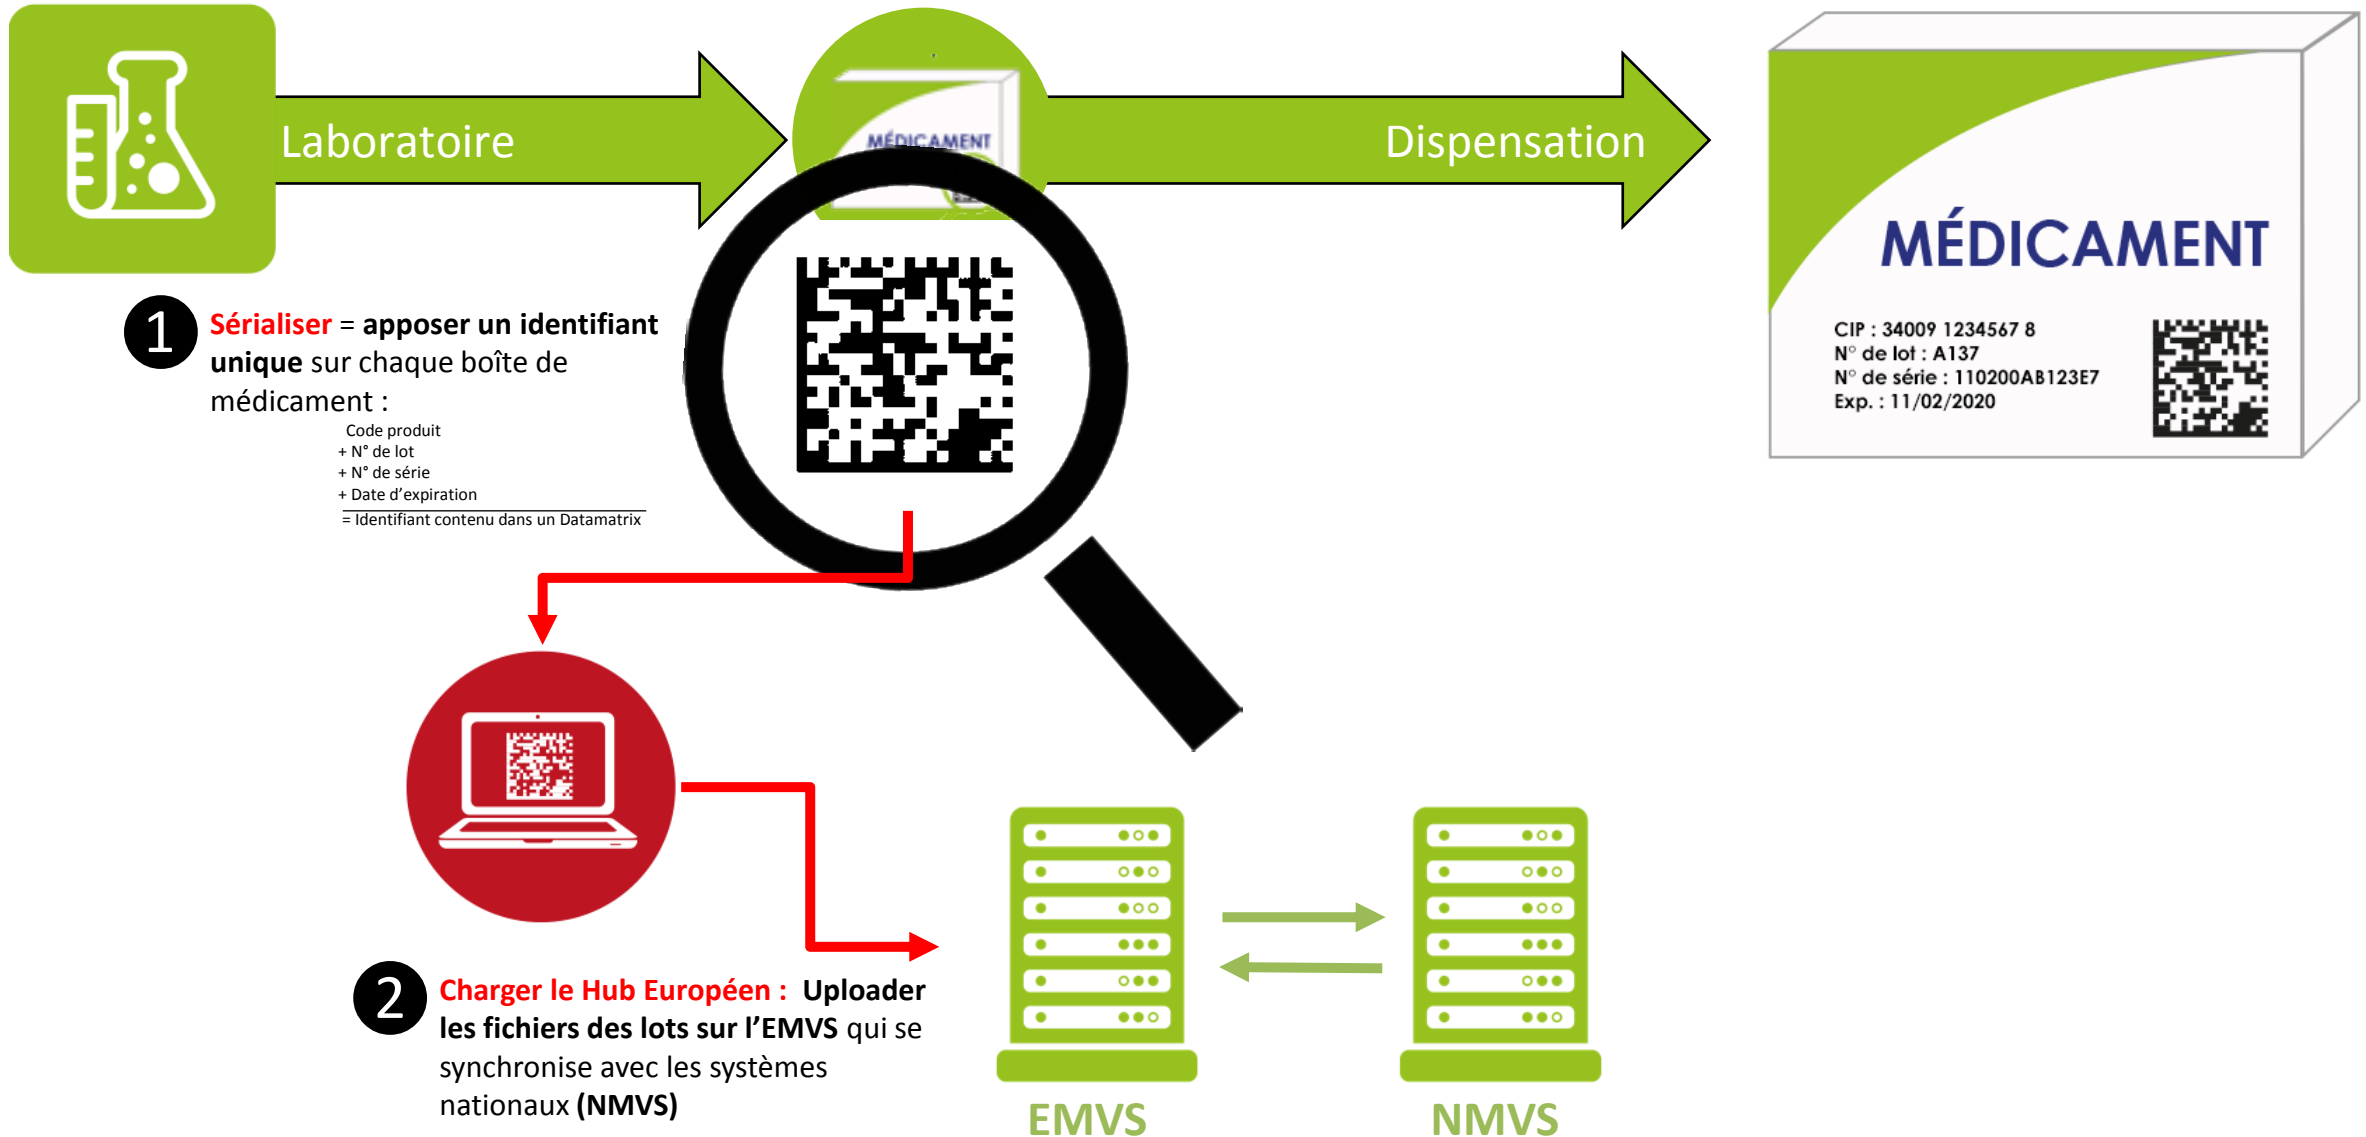 Laboratoire
MÉDICAMENT
Dispensation
MÉDICAMENT
CIP : 34009 1234567 8
N° de lot : A137
N° de série : 110200AB123E7
Exp. : 11/02/2020
1
Sérialiser = apposer un identifiant
unique sur chaque boîte de
médicament :
Code produit
+ N° de lot
+ N° de série
+ Date d’expiration
= Identifiant contenu dans un Datamatrix
2
Charger le Hub Européen : Uploader
les fichiers des lots sur l’EMVS qui se
synchronise avec les systèmes
nationaux (NMVS)
EMVS
NMVS